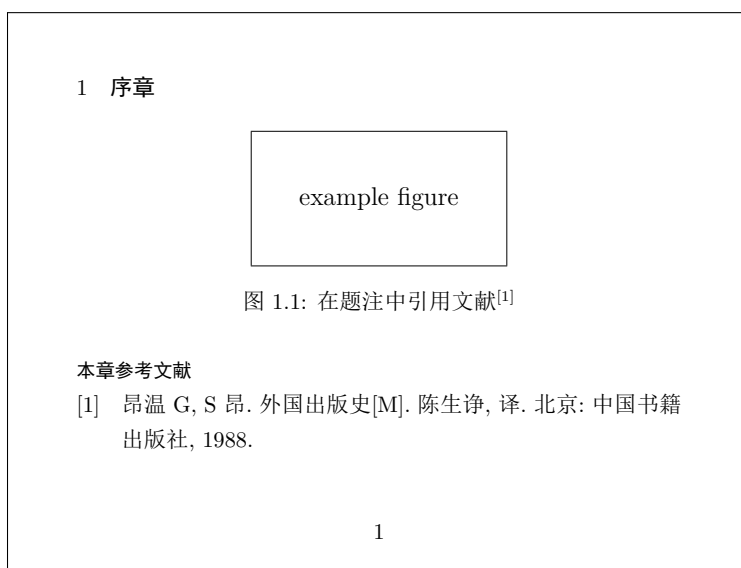 1 序章
example figure
图 1.1: 在题注中引用文献[1]
本章参考文献
[1] 昂温 G, S 昂. 外国出版史[M]. 陈生诤, 译. 北京: 中国书籍
出版社, 1988.
1